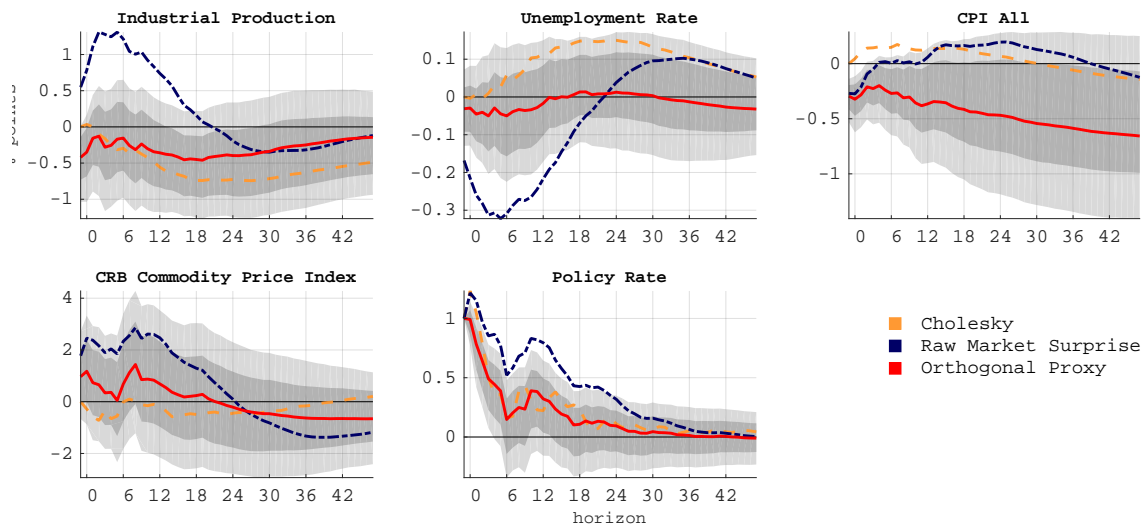 Industrial Production
Unemployment Rate
CPI All
1
0.5
0
-0.5
-1
0.1
0
-0.1
-0.2
-0.3
0
-1
points
0 6 12 18 24 30 36 42
0 6 12 18 24 30 36 42
0 6 12 18 24 30 36 42
CRB Commodity Price Index
Policy Rate
4
2
0
-2
1
0.5
0
Cholesky
Raw Market Surprise
Orthogonal Proxy
0 6 12 18 24 30 36 42
0 6 12 18 24 30 36 42
horizon